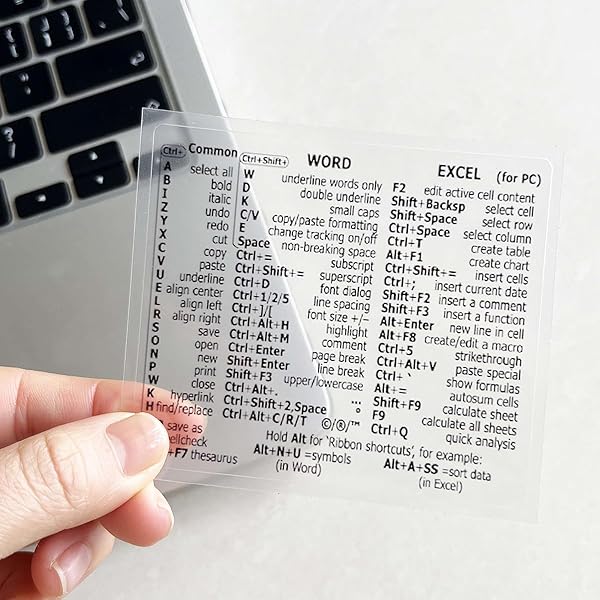 Ctrl+ Common
A select all
B bold
I italic
Z undo
Y redo
X cut
C copy
V paste
U underline
E align center
L align left
R align right
S save
O open
N new
P print
W close
K hyperlink
H find/replace
save as
ellcheck
+F7 thesaurus
Ctrl+Shift+ WORD
W underline words only
D double underline
K small caps
C/V copy/paste formatting
E change tracking on/off
Space non-breaking space
Ctrl+= subscript
Ctrl+Shift+= superscript
Ctrl+D font dialog
Ctrl+1/2/5 line spacing
Ctrl+]/[ font size +/–
Ctrl+Alt+H highlight
Ctrl+Alt+M comment
Ctrl+Enter page break
Shift+Enter line break
Shift+F3 upper/lowercase
Ctrl+Alt+. ...
Ctrl+Shift+2,Space °
Ctrl+Alt+C/R/T ©/®/™
EXCEL (for PC)
F2 edit active cell content
Shift+Backsp select cell
Shift+Space select row
Ctrl+Space select column
Ctrl+T create table
Alt+F1 create chart
Ctrl+Shift+= insert cells
Ctrl+; insert current date
Shift+F2 insert a comment
Shift+F3 insert a function
Alt+Enter new line in cell
Alt+F8 create/edit a macro
Ctrl+5 strikethrough
Ctrl+Alt+V paste special
Ctrl+` show formulas
Alt+= autosum cells
Shift+F9 calculate sheet
F9 calculate all sheets
Ctrl+Q quick analysis
Hold Alt for 'Ribbon shortcuts', for example:
Alt+N+U =symbols
(in Word)
Alt+A+SS =sort data
(in Excel)